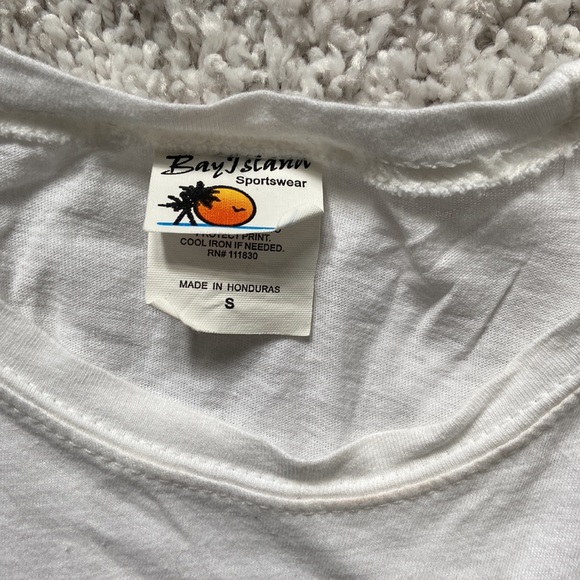 Bay Island
Sportswear
PROTECT PRINT.
COOL IRON IF NEEDED.
RN# 111830
MADE IN HONDURAS
S